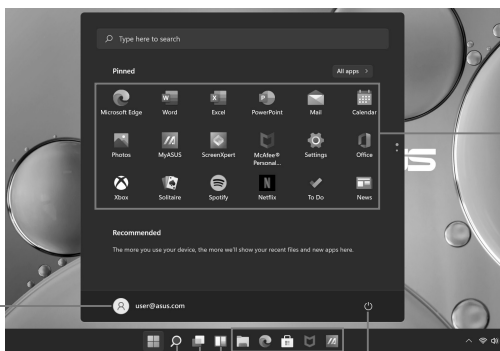 Type here to search
Pinned
All apps >
Microsoft Edge Word Excel PowerPoint Mail Calendar
Photos MyASUS ScreenXpert McAfee® Personal... Settings Office
Xbox Solitaire Spotify Netflix To Do News
Recommended
The more you use your device, the more we'll show your recent files and new apps here.
user@asus.com